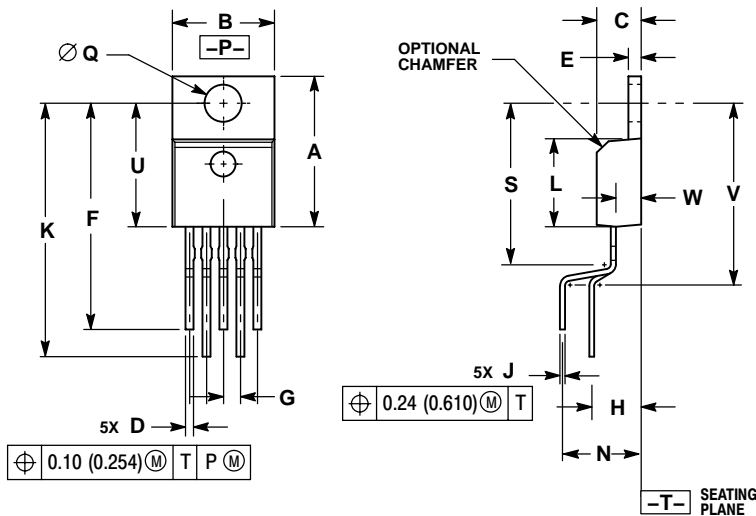 B
–P–
Ø Q
K
F
U
A
G
5X D
⌖ 0.10 (0.254) Ⓜ T P Ⓜ
C
E
OPTIONAL
CHAMFER
S
L
W
V
5X J
⌖ 0.24 (0.610) Ⓜ T
H
N
–T– SEATING
PLANE